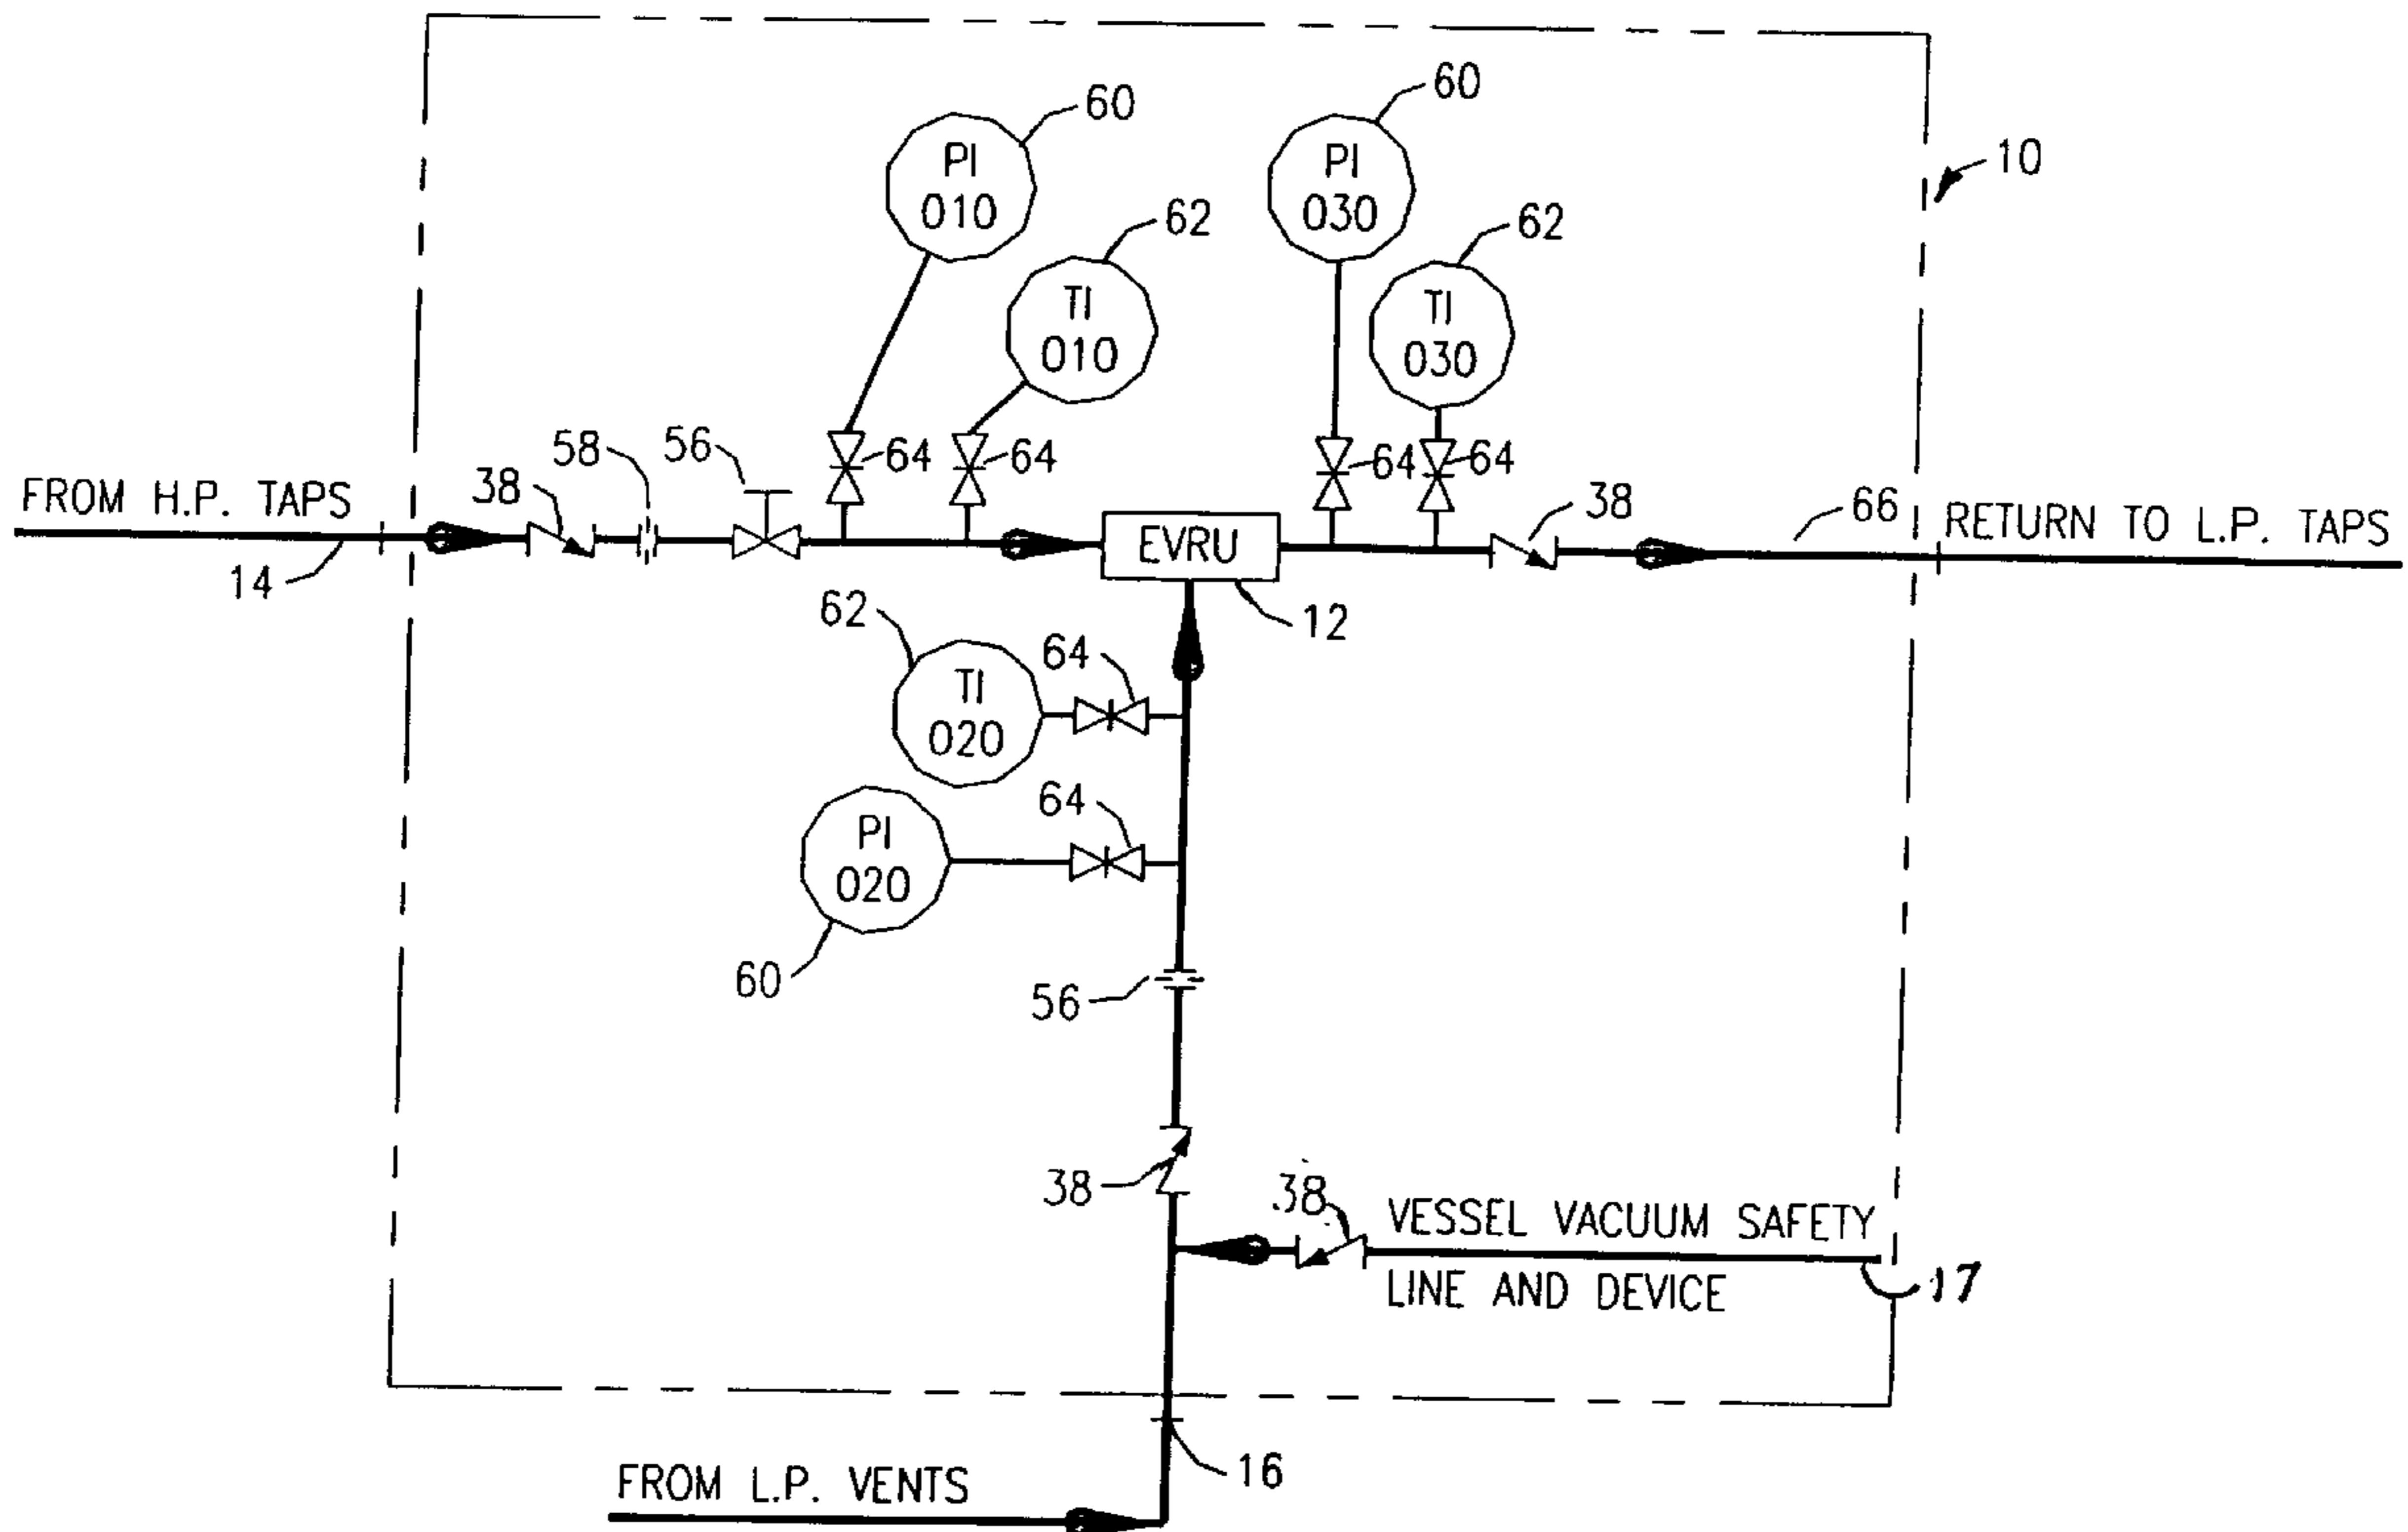 60
60
PI
010
PI
030
10
62
62
TI
010
TI
030
58
56
64
64
64
64
FROM H.P. TAPS
38
38
66
RETURN TO L.P. TAPS
EVRU
14
62
12
64
TI
020
64
PI
020
60
56
38
38
VESSEL VACUUM SAFETY
LINE AND DEVICE
17
16
FROM L.P. VENTS